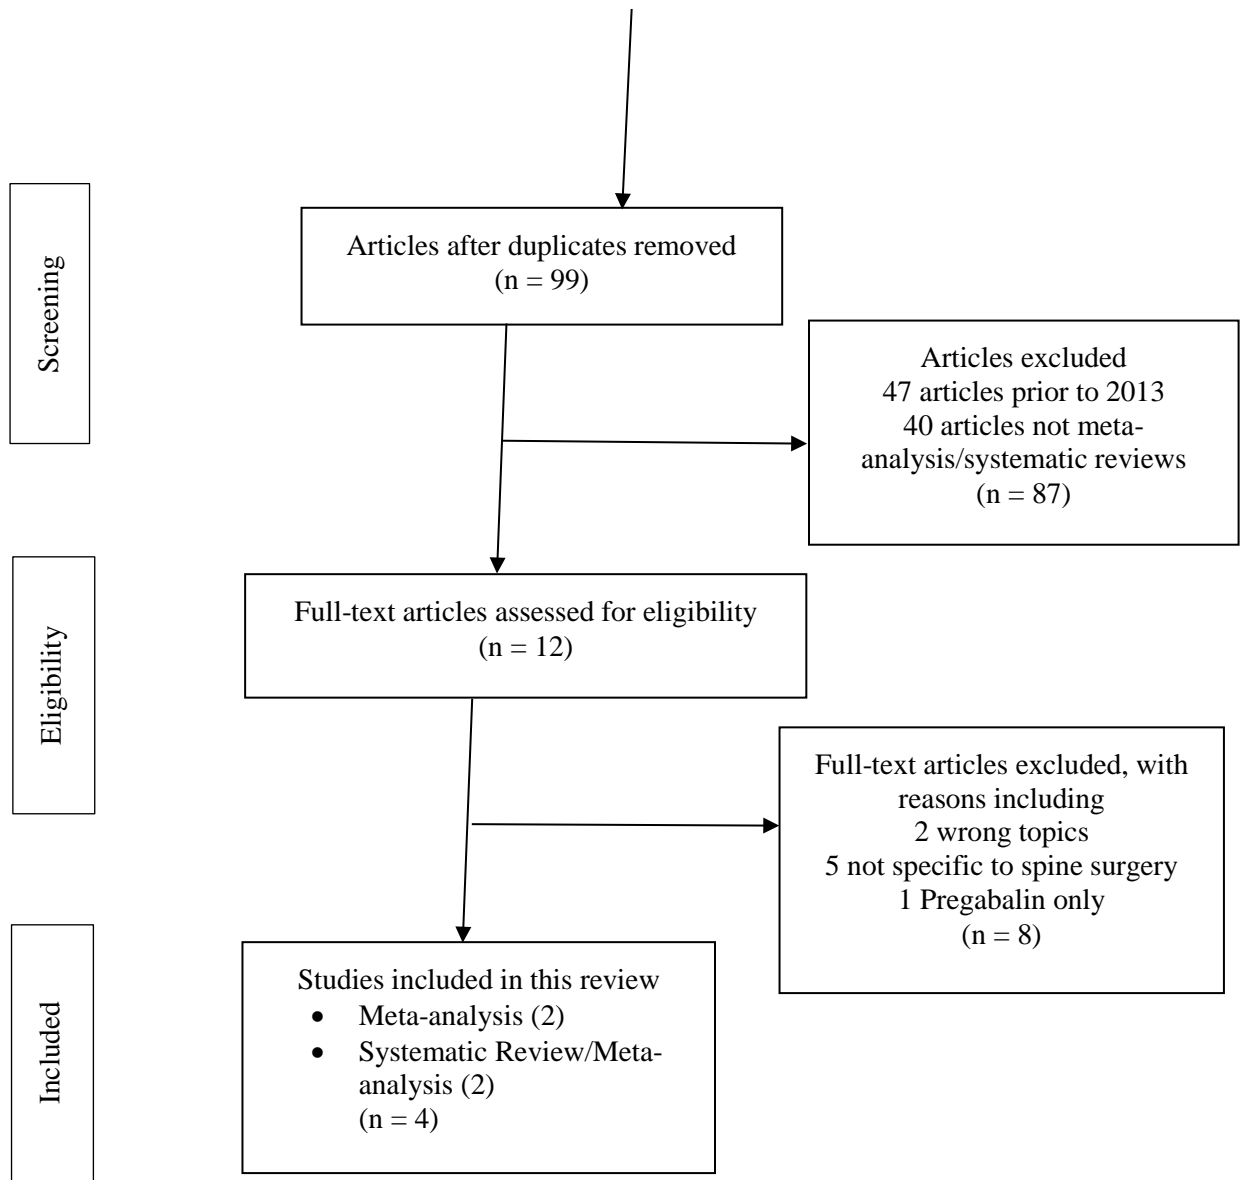 Screening
Articles after duplicates removed
(n = 99)
Articles excluded
47 articles prior to 2013
40 articles not meta-
analysis/systematic reviews
(n = 87)
Eligibility
Full-text articles assessed for eligibility
(n = 12)
Full-text articles excluded, with
reasons including
2 wrong topics
5 not specific to spine surgery
1 Pregabalin only
(n = 8)
Included
Studies included in this review
• Meta-analysis (2)
• Systematic Review/Meta-
analysis (2)
(n = 4)